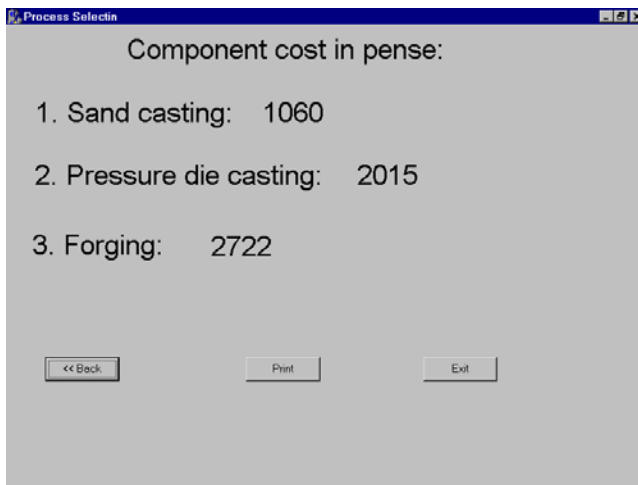 Process Selectin
Component cost in pense:
1. Sand casting: 1060
2. Pressure die casting: 2015
3. Forging: 2722
<< Back Print Exit